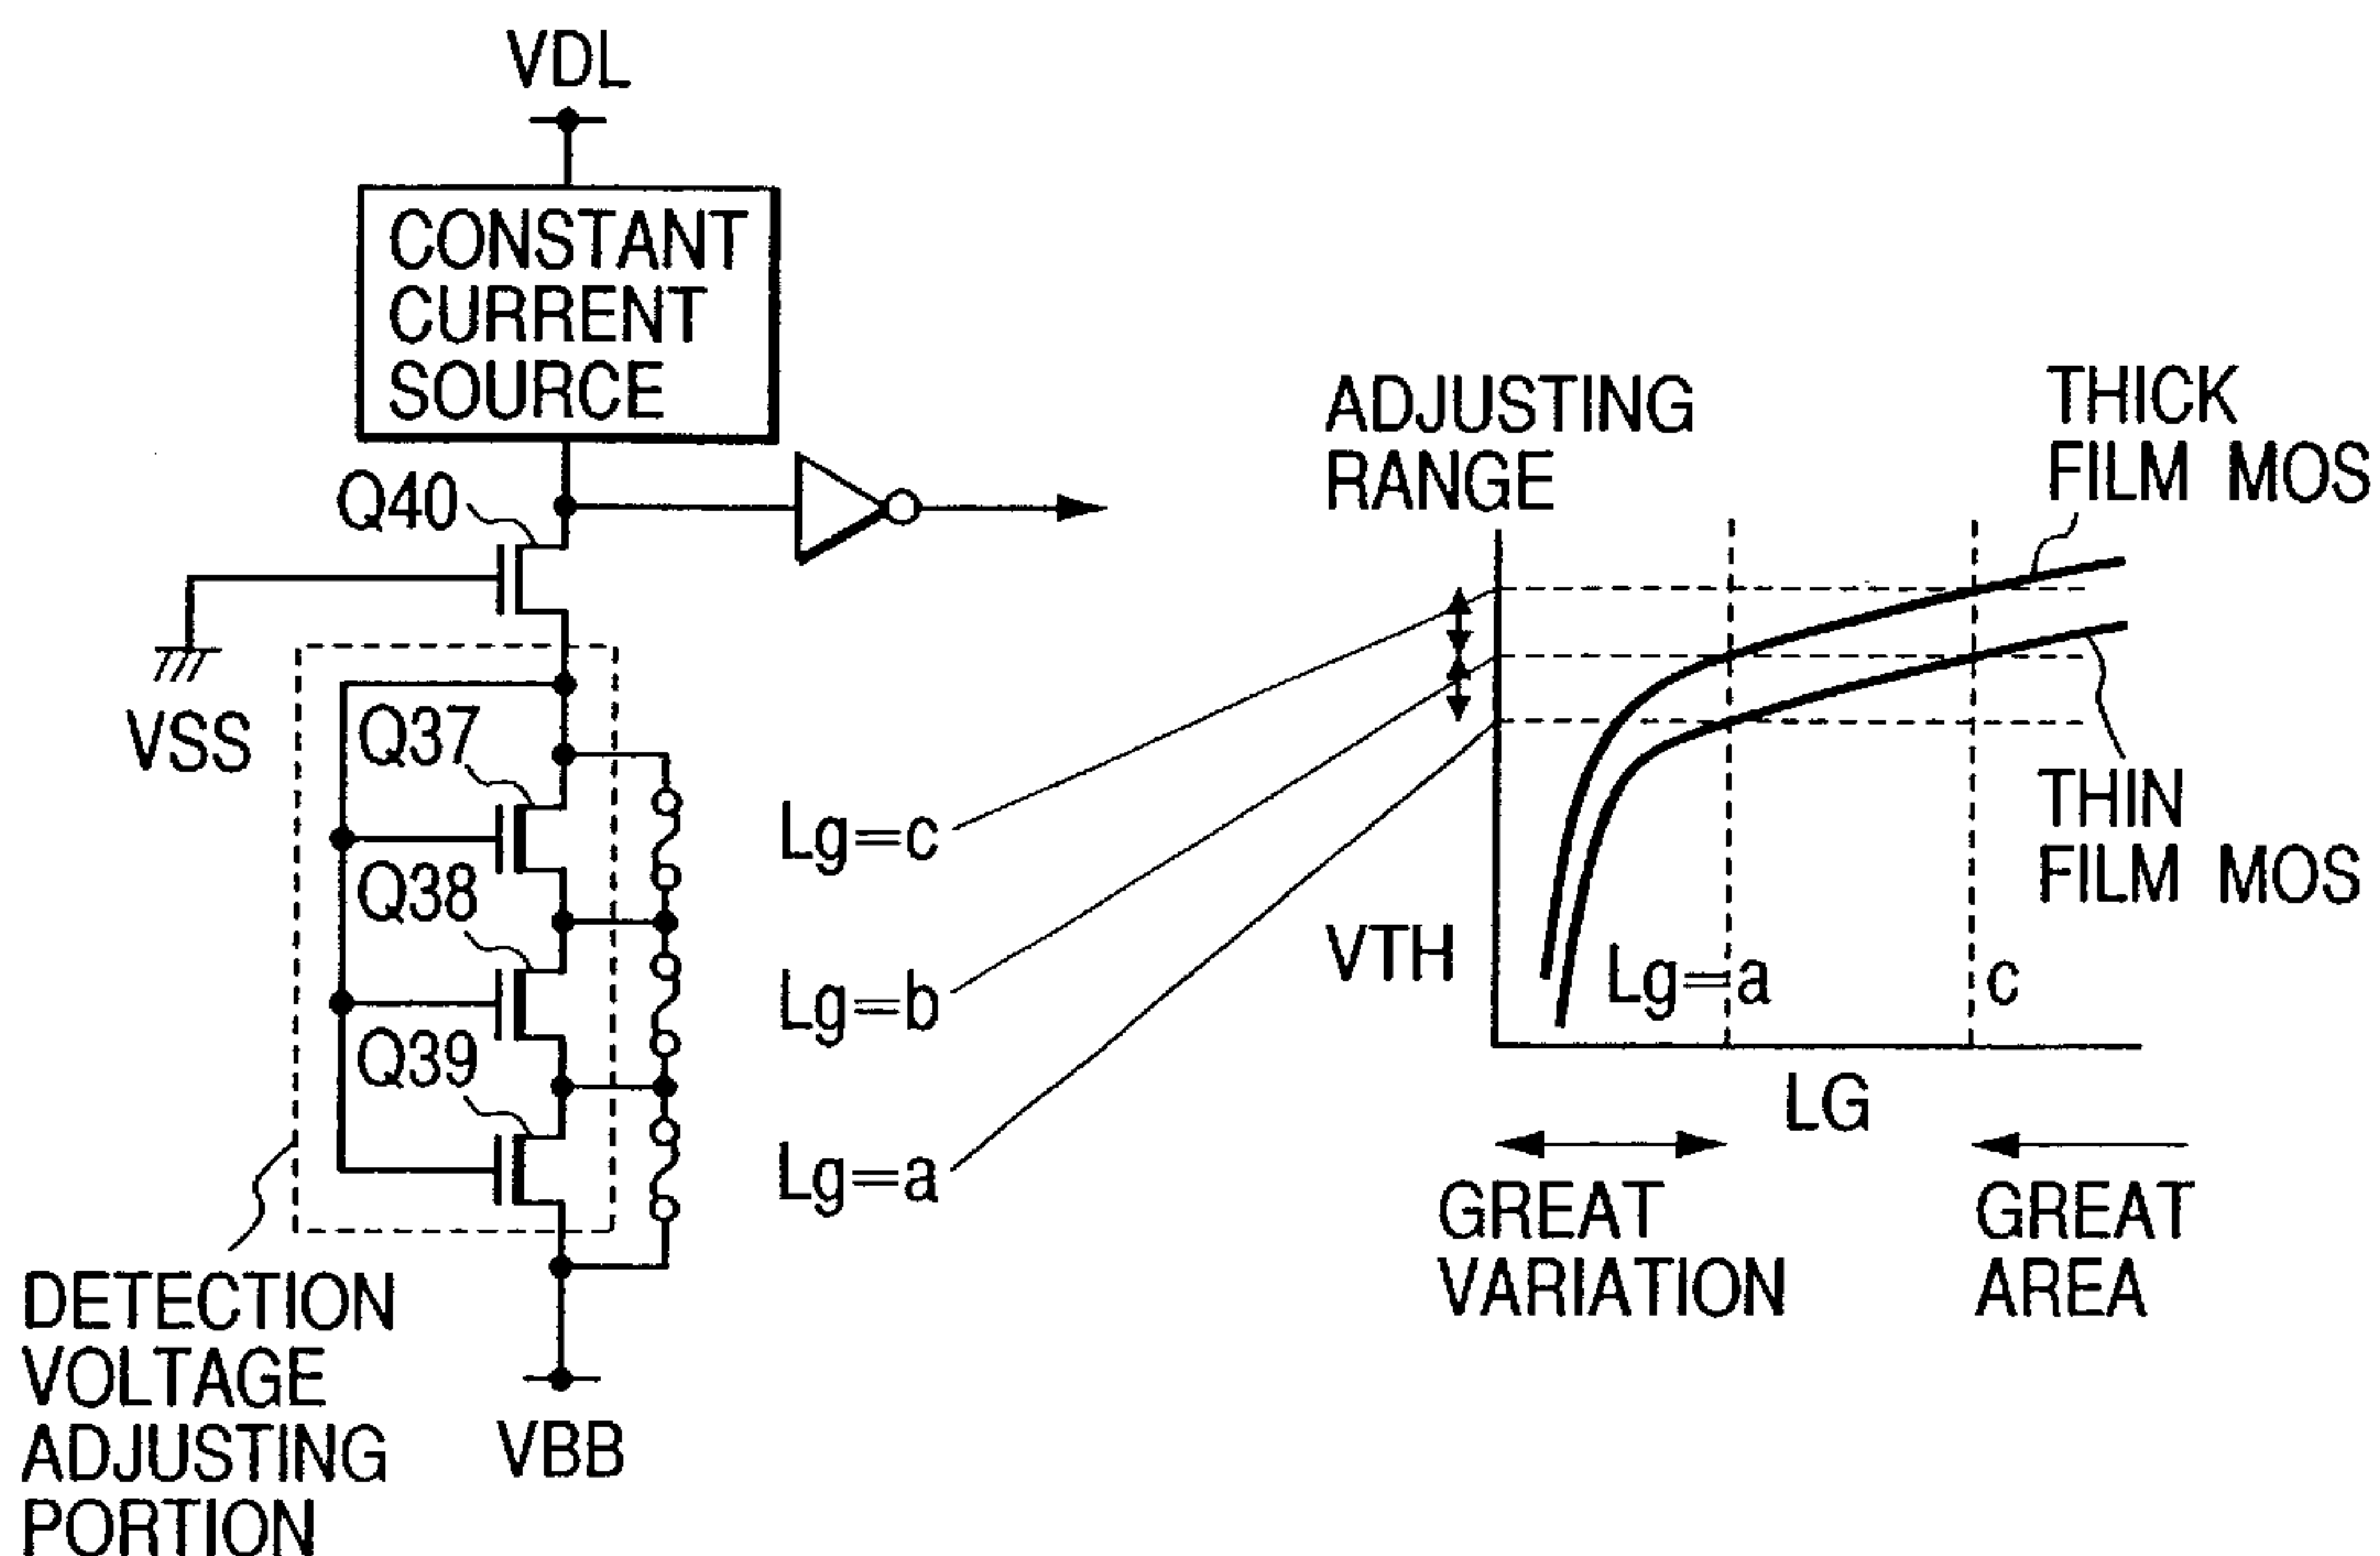 VDL
CONSTANT
CURRENT
SOURCE
Q40
VSS
Q37
Q38
Q39
DETECTION
VOLTAGE
ADJUSTING
PORTION
VBB
Lg=c
Lg=b
Lg=a
ADJUSTING
RANGE
THICK
FILM MOS
THIN
FILM MOS
VTH
Lg=a
c
LG
GREAT
VARIATION
GREAT
AREA